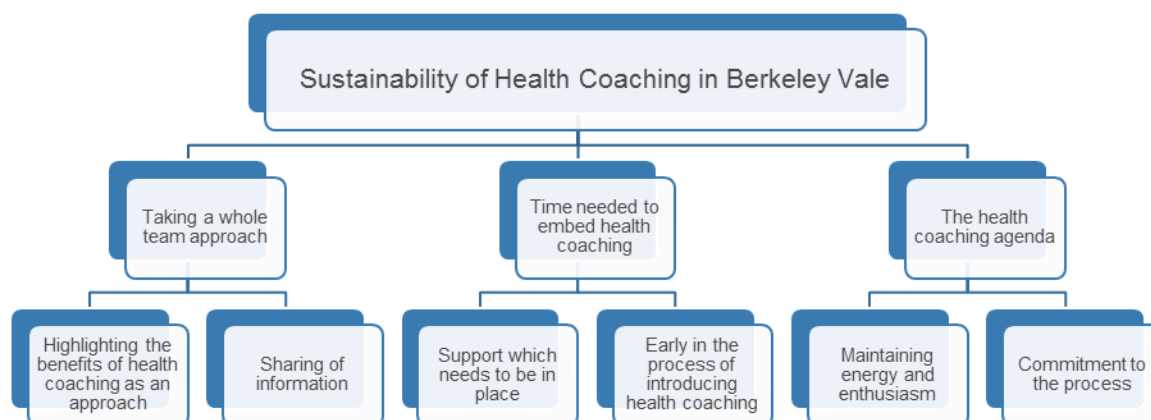 Sustainability of Health Coaching in Berkeley Vale
Taking a whole
team approach
Time needed to
embed health
coaching
The health
coaching agenda
Highlighting the
benefits of health
coaching as an
approach
Sharing of
information
Support which
needs to be in
place
Early in the
process of
introducing
health coaching
Maintaining
energy and
enthusiasm
Commitment to
the process